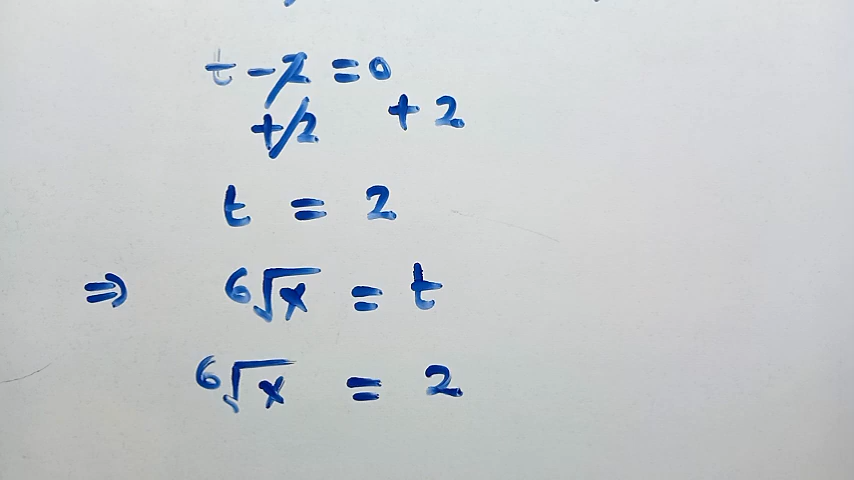 t - 2 = 0
+ 2 + 2
t = 2
⇒ ⁶√x = t
⁶√x = 2